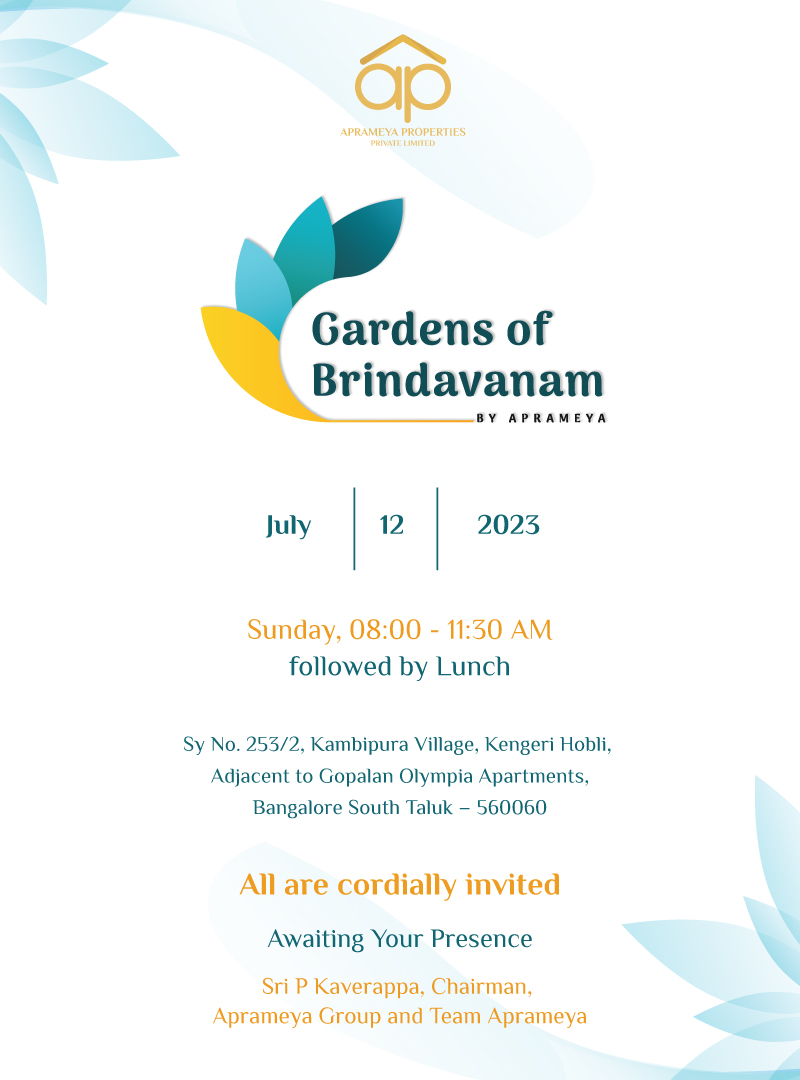 ap
APRAMEYA PROPERTIES
PRIVATE LIMITED
Gardens of
Brindavanam
BY APRAMEYA
July 12 2023
Sunday, 08:00 - 11:30 AM
followed by Lunch
Sy No. 253/2, Kambipura Village, Kengeri Hobli,
Adjacent to Gopalan Olympia Apartments,
Bangalore South Taluk – 560060
All are cordially invited
Awaiting Your Presence
Sri P Kaverappa, Chairman,
Aprameya Group and Team Aprameya